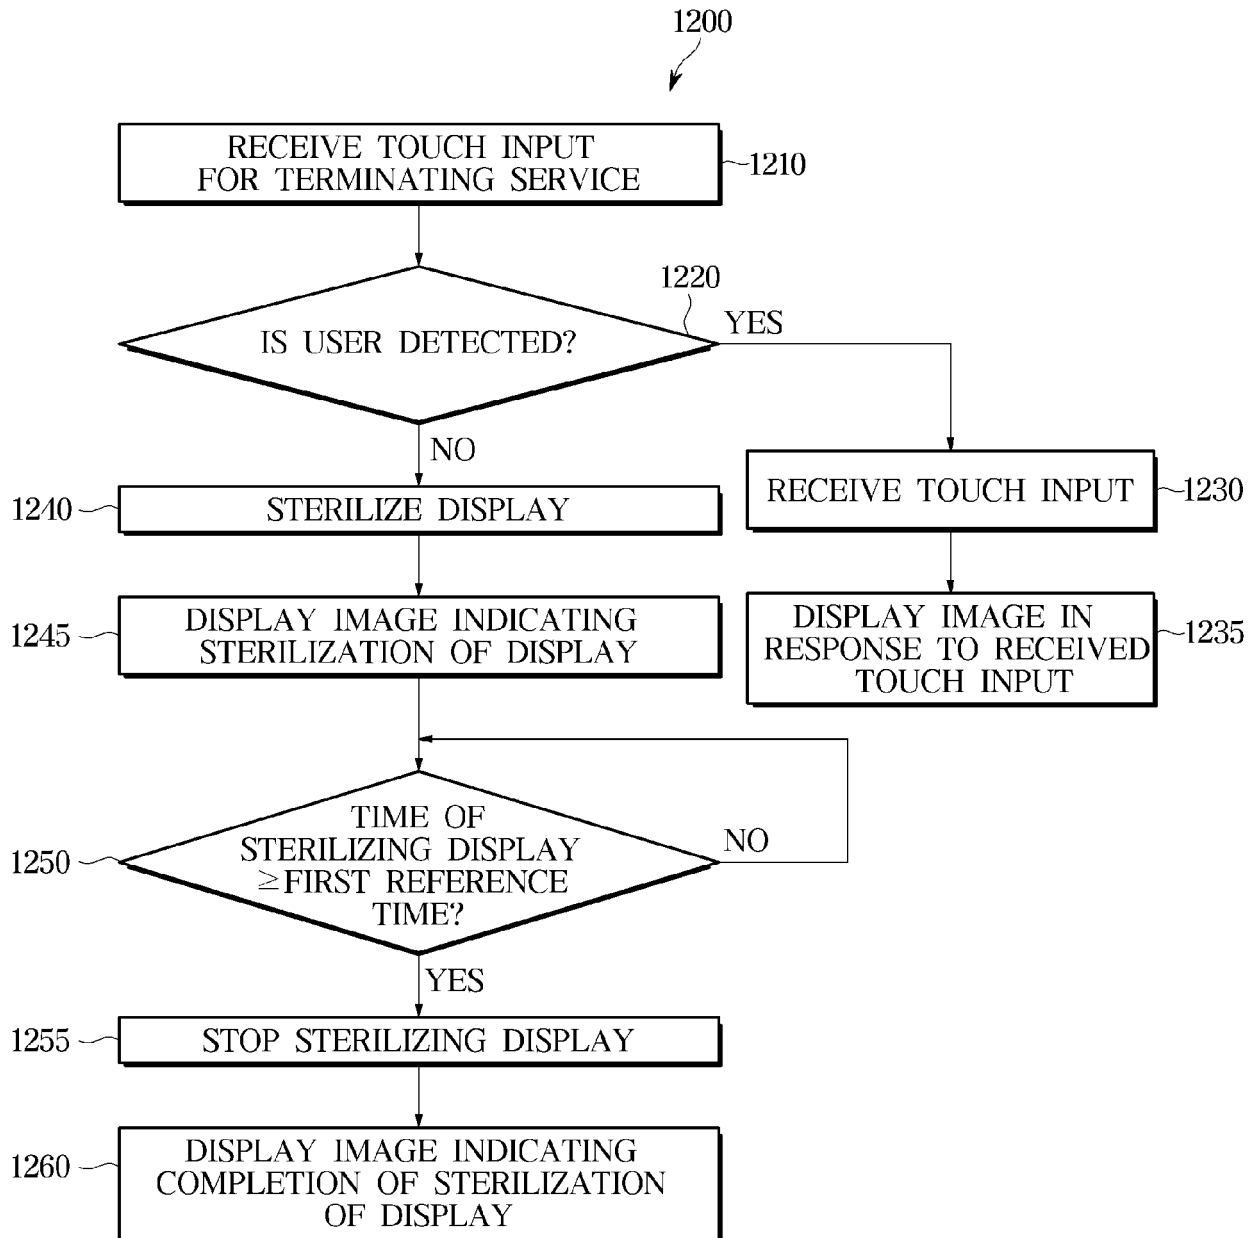 1200
RECEIVE TOUCH INPUT
FOR TERMINATING SERVICE
1210
1220
IS USER DETECTED?
YES
NO
1240
STERILIZE DISPLAY
RECEIVE TOUCH INPUT
1230
1245
DISPLAY IMAGE INDICATING
STERILIZATION OF DISPLAY
DISPLAY IMAGE IN
RESPONSE TO RECEIVED
TOUCH INPUT
1235
1250
TIME OF
STERILIZING DISPLAY
≥FIRST REFERENCE
TIME?
NO
YES
1255
STOP STERILIZING DISPLAY
1260
DISPLAY IMAGE INDICATING
COMPLETION OF STERILIZATION
OF DISPLAY